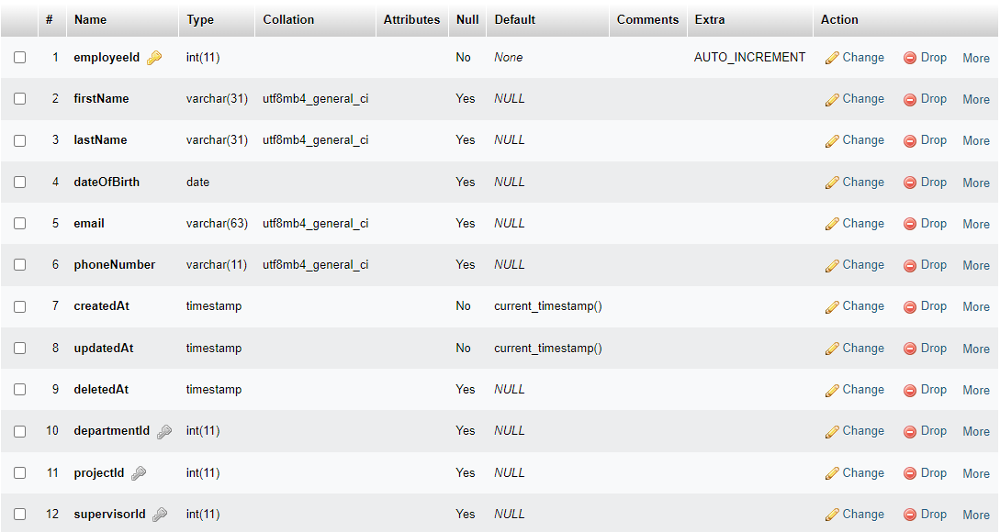 # Name Type Collation Attributes Null Default Comments Extra Action
1 employeeId int(11) No None AUTO_INCREMENT Change Drop More
2 firstName varchar(31) utf8mb4_general_ci Yes NULL Change Drop More
3 lastName varchar(31) utf8mb4_general_ci Yes NULL Change Drop More
4 dateOfBirth date Yes NULL Change Drop More
5 email varchar(63) utf8mb4_general_ci Yes NULL Change Drop More
6 phoneNumber varchar(11) utf8mb4_general_ci Yes NULL Change Drop More
7 createdAt timestamp No current_timestamp() Change Drop More
8 updatedAt timestamp No current_timestamp() Change Drop More
9 deletedAt timestamp Yes NULL Change Drop More
10 departmentId int(11) Yes NULL Change Drop More
11 projectId int(11) Yes NULL Change Drop More
12 supervisorId int(11) Yes NULL Change Drop More